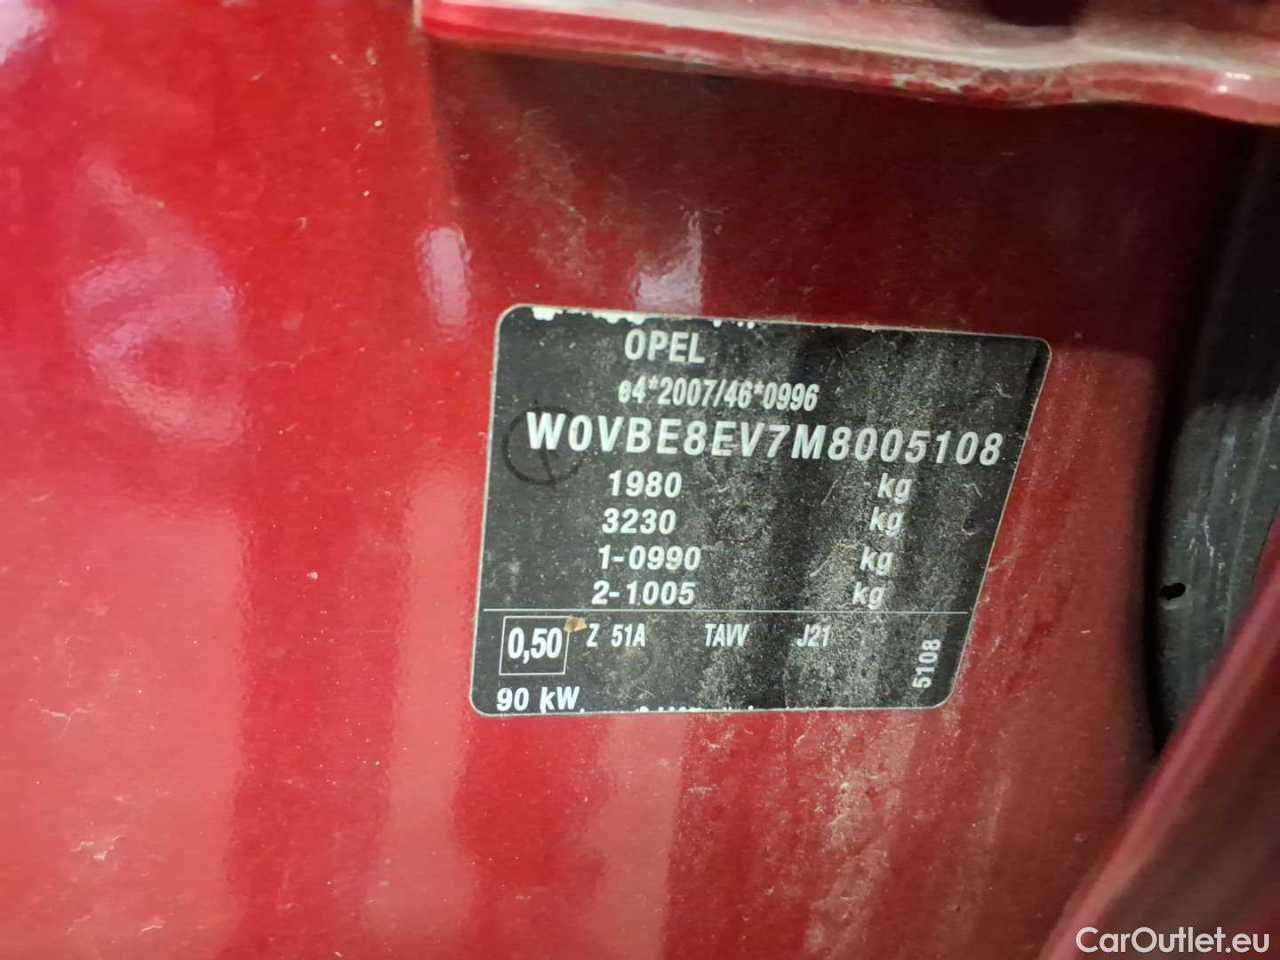 OPEL
e4*2007/46*0996
W0VBE8EV7M8005108
1980 kg
3230 kg
1-0990 kg
2-1005 kg
0,50 Z 51A TAVV J21
5108
90 kW
CarOutlet.eu